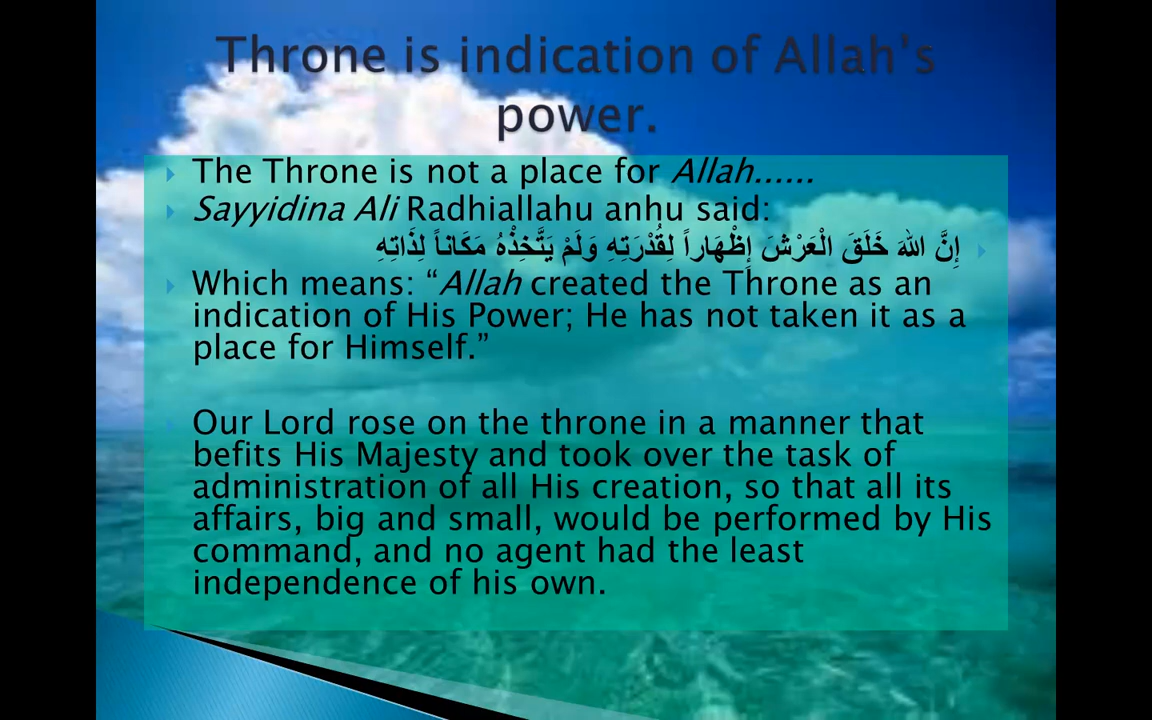 Throne is indication of Allah's
power.
The Throne is not a place for Allah......
Sayyidina Ali Radhiallahu anhu said:
إِنَّ اللهَ خَلَقَ الْعَرْشَ إِظْهَاراً لِقُدْرَتِهِ وَلَمْ يَتَّخِذْهُ مَكَاناً لِذَاتِهِ
Which means: “Allah created the Throne as an
indication of His Power; He has not taken it as a
place for Himself.”
Our Lord rose on the throne in a manner that
befits His Majesty and took over the task of
administration of all His creation, so that all its
affairs, big and small, would be performed by His
command, and no agent had the least
independence of his own.